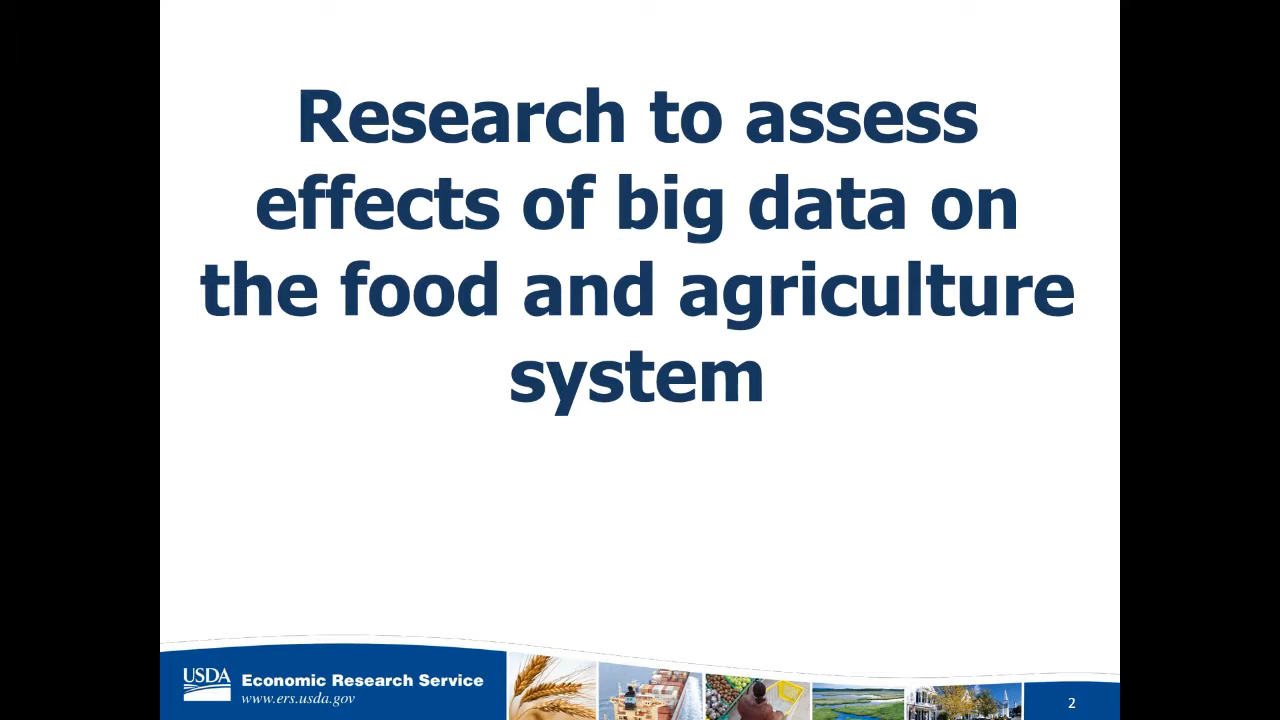 Research to assess
effects of big data on
the food and agriculture
system
USDA
Economic Research Service
www.ers.usda.gov
2